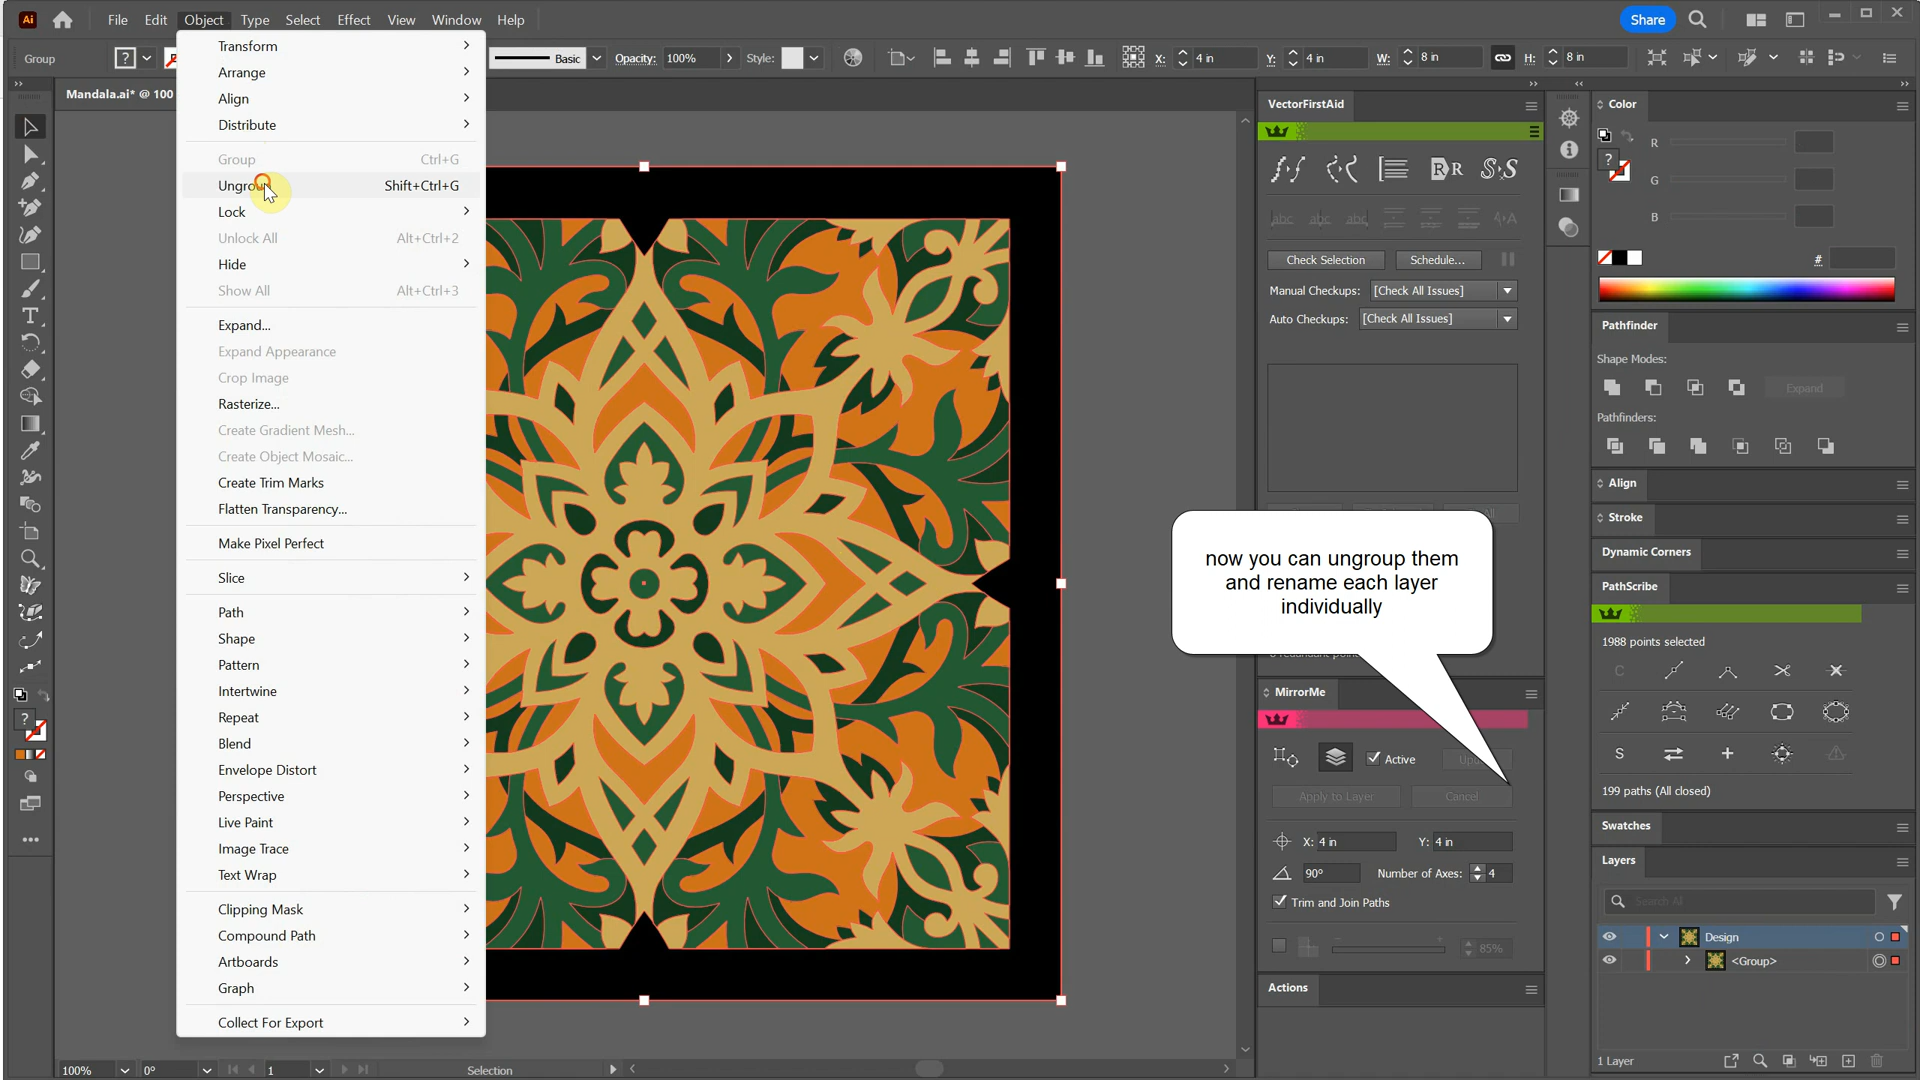 Ai File Edit Object Type Select Effect View Window Help Share
Group Basic Opacity: 100% Style: X: 4 in Y: 4 in W: 8 in H: 8 in
Mandala.ai* @ 100
Transform
Arrange
Align
Distribute
Group Ctrl+G
Ungroup Shift+Ctrl+G
Lock
Unlock All Alt+Ctrl+2
Hide
Show All Alt+Ctrl+3
Expand...
Expand Appearance
Crop Image
Rasterize...
Create Gradient Mesh...
Create Object Mosaic...
Create Trim Marks
Flatten Transparency...
Make Pixel Perfect
Slice
Path
Shape
Pattern
Intertwine
Repeat
Blend
Envelope Distort
Perspective
Live Paint
Image Trace
Text Wrap
Clipping Mask
Compound Path
Artboards
Graph
Collect For Export
100% 0° 1 Selection
now you can ungroup them
and rename each layer
individually
VectorFirstAid
abc abc abc
Check Selection Schedule...
Manual Checkups: [Check All Issues]
Auto Checkups: [Check All Issues]
MirrorMe
Active
Apply to Layer Cancel
X: 4 in Y: 4 in
90° Number of Axes: 4
Trim and Join Paths
85%
Actions
Color
R
G
B
#
Pathfinder
Shape Modes:
Expand
Pathfinders:
Align
Stroke
Dynamic Corners
PathScribe
1988 points selected
199 paths (All closed)
Swatches
Layers
Search All
Design
<Group>
1 Layer